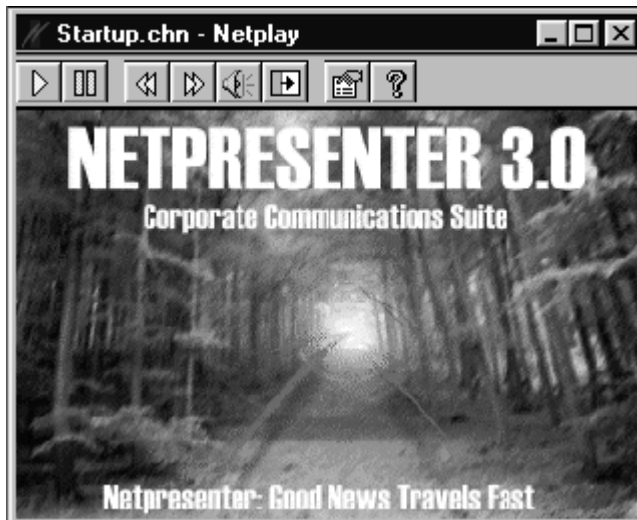 Startup.chn - Netplay
NETPRESENTER 3.0
Corporate Communications Suite
Netpresenter: Good News Travels Fast